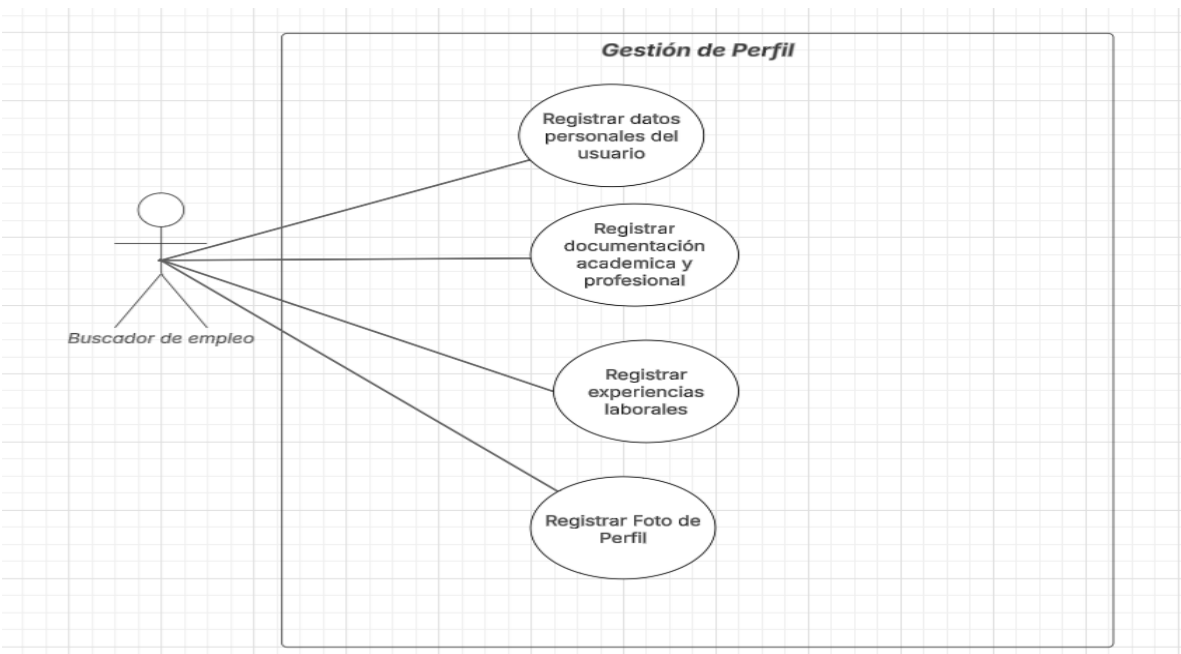 Gestión de Perfil
Registrar datos
personales del
usuario
Registrar
documentación
academica y
profesional
Buscador de empleo
Registrar
experiencias
laborales
Registrar Foto de
Perfil